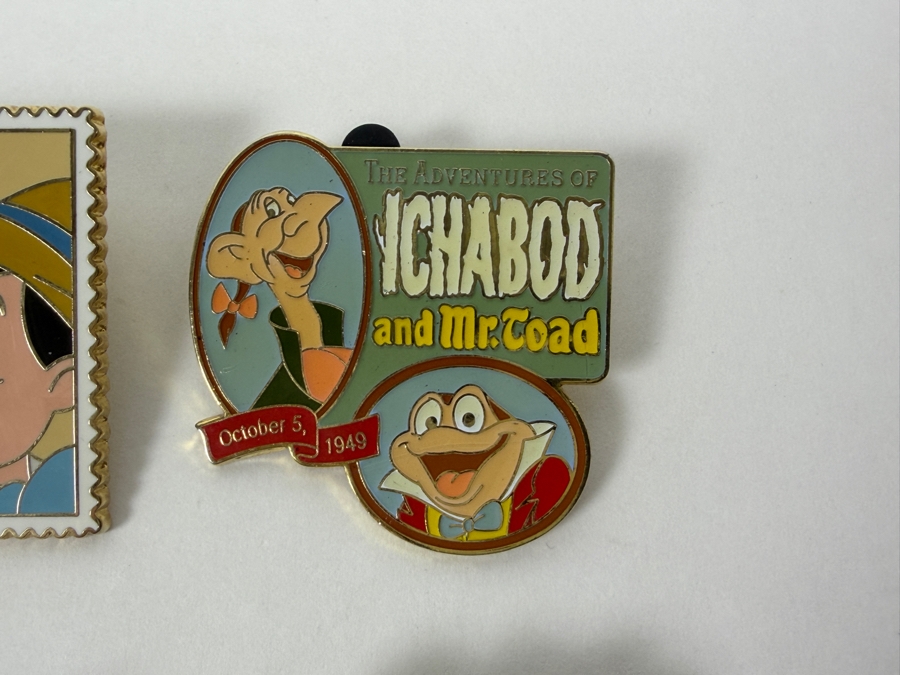 THE ADVENTURES OF
ICHABOD
and Mr. Toad
October 5,
1949